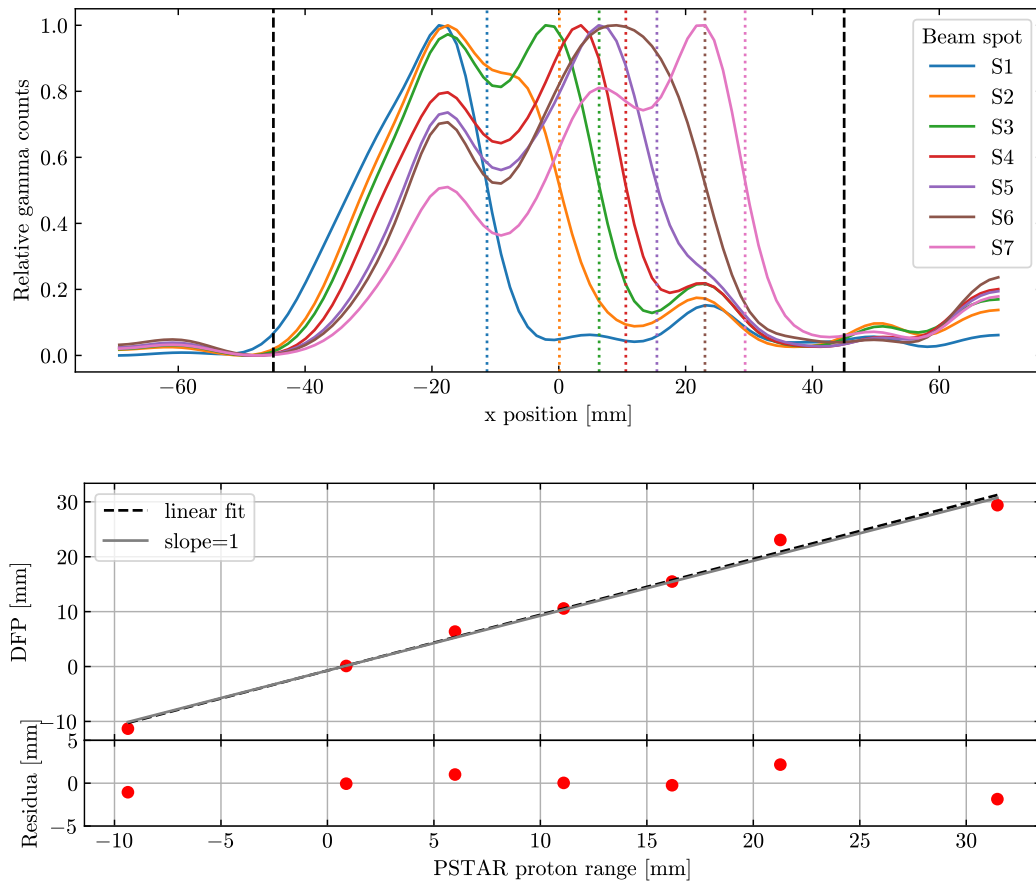 1.0
0.8
0.6
0.4
0.2
0.0
Relative gamma counts
−60
−40
−20
0
20
40
60
x position [mm]
Beam spot
S1
S2
S3
S4
S5
S6
S7
30
20
10
0
−10
DFP [mm]
linear fit
slope=1
5
0
−5
Residua [mm]
−10
−5
0
5
10
15
20
25
30
PSTAR proton range [mm]